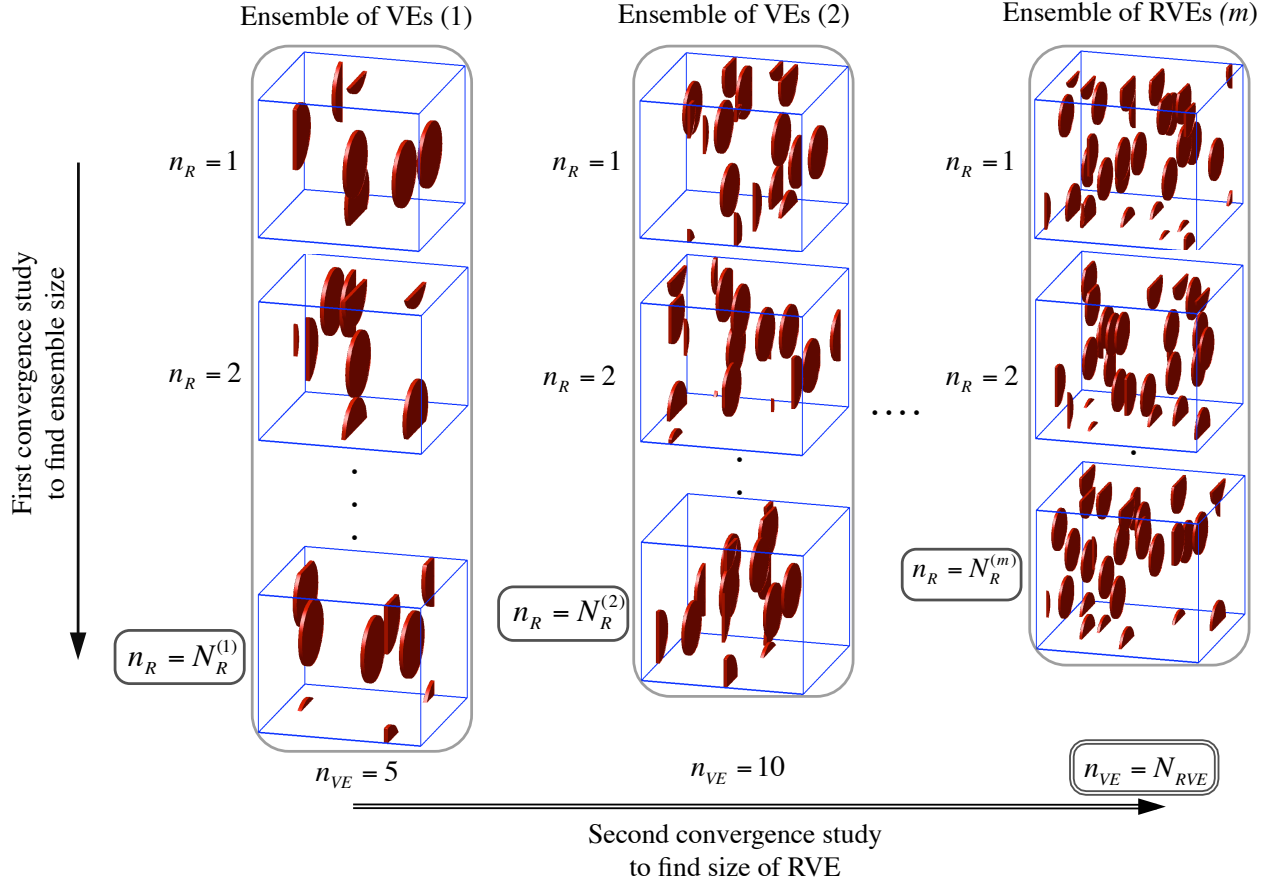 Ensemble of VEs (1)
Ensemble of VEs (2)
Ensemble of RVEs (m)
n_R = 1
n_R = 1
n_R = 1
First convergence study
to find ensemble size
n_R = 2
n_R = 2
n_R = 2
....
n_R = N_R^(1)
n_R = N_R^(2)
n_R = N_R^(m)
n_VE = 5
n_VE = 10
n_VE = N_RVE
Second convergence study
to find size of RVE